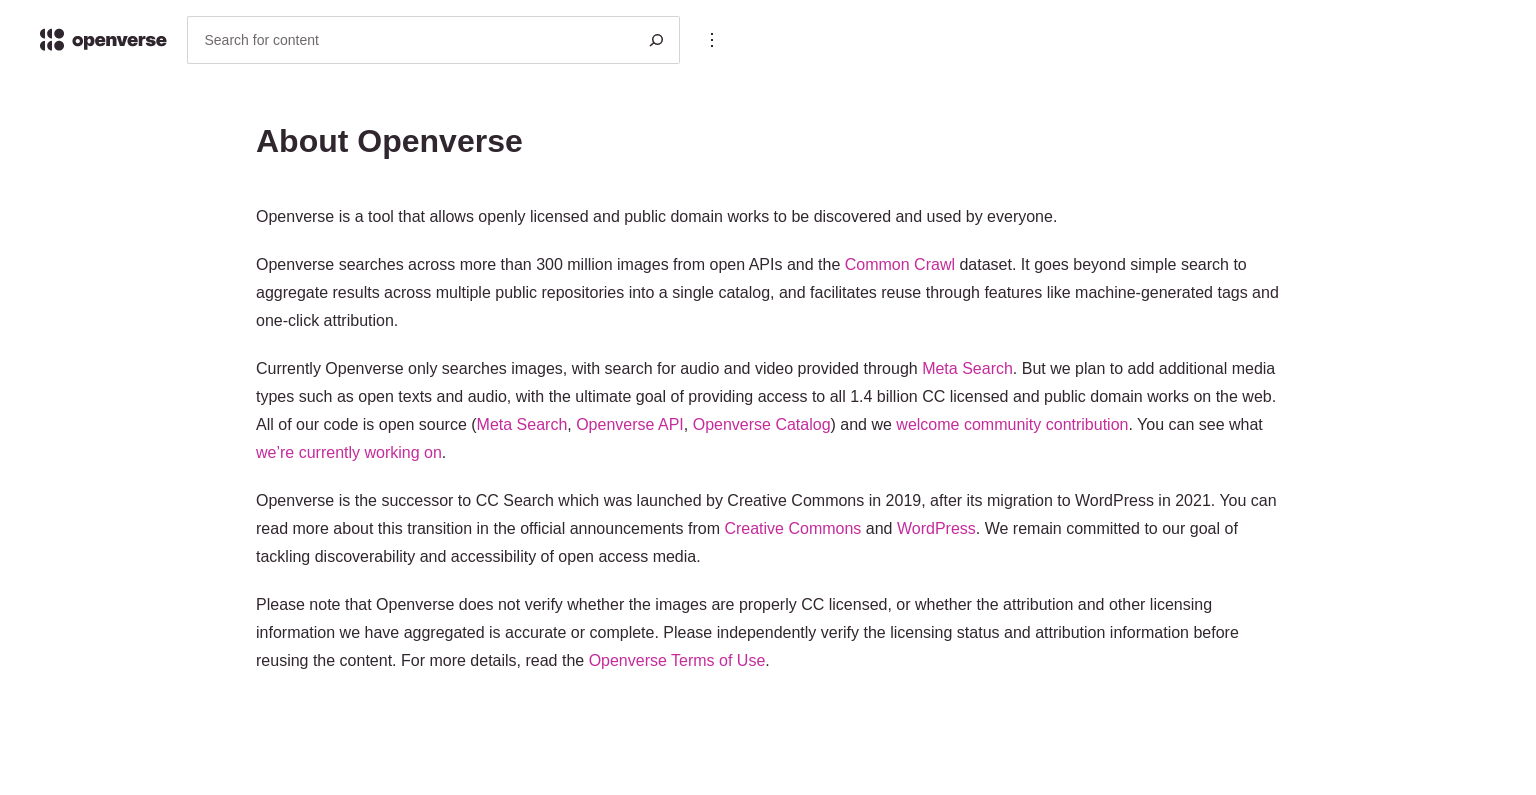 openverse
Search for content
About Openverse
Openverse is a tool that allows openly licensed and public domain works to be discovered and used by everyone.
Openverse searches across more than 300 million images from open APIs and the Common Crawl dataset. It goes beyond simple search to
aggregate results across multiple public repositories into a single catalog, and facilitates reuse through features like machine-generated tags and
one-click attribution.
Currently Openverse only searches images, with search for audio and video provided through Meta Search. But we plan to add additional media
types such as open texts and audio, with the ultimate goal of providing access to all 1.4 billion CC licensed and public domain works on the web.
All of our code is open source (Meta Search, Openverse API, Openverse Catalog) and we welcome community contribution. You can see what
we’re currently working on.
Openverse is the successor to CC Search which was launched by Creative Commons in 2019, after its migration to WordPress in 2021. You can
read more about this transition in the official announcements from Creative Commons and WordPress. We remain committed to our goal of
tackling discoverability and accessibility of open access media.
Please note that Openverse does not verify whether the images are properly CC licensed, or whether the attribution and other licensing
information we have aggregated is accurate or complete. Please independently verify the licensing status and attribution information before
reusing the content. For more details, read the Openverse Terms of Use.